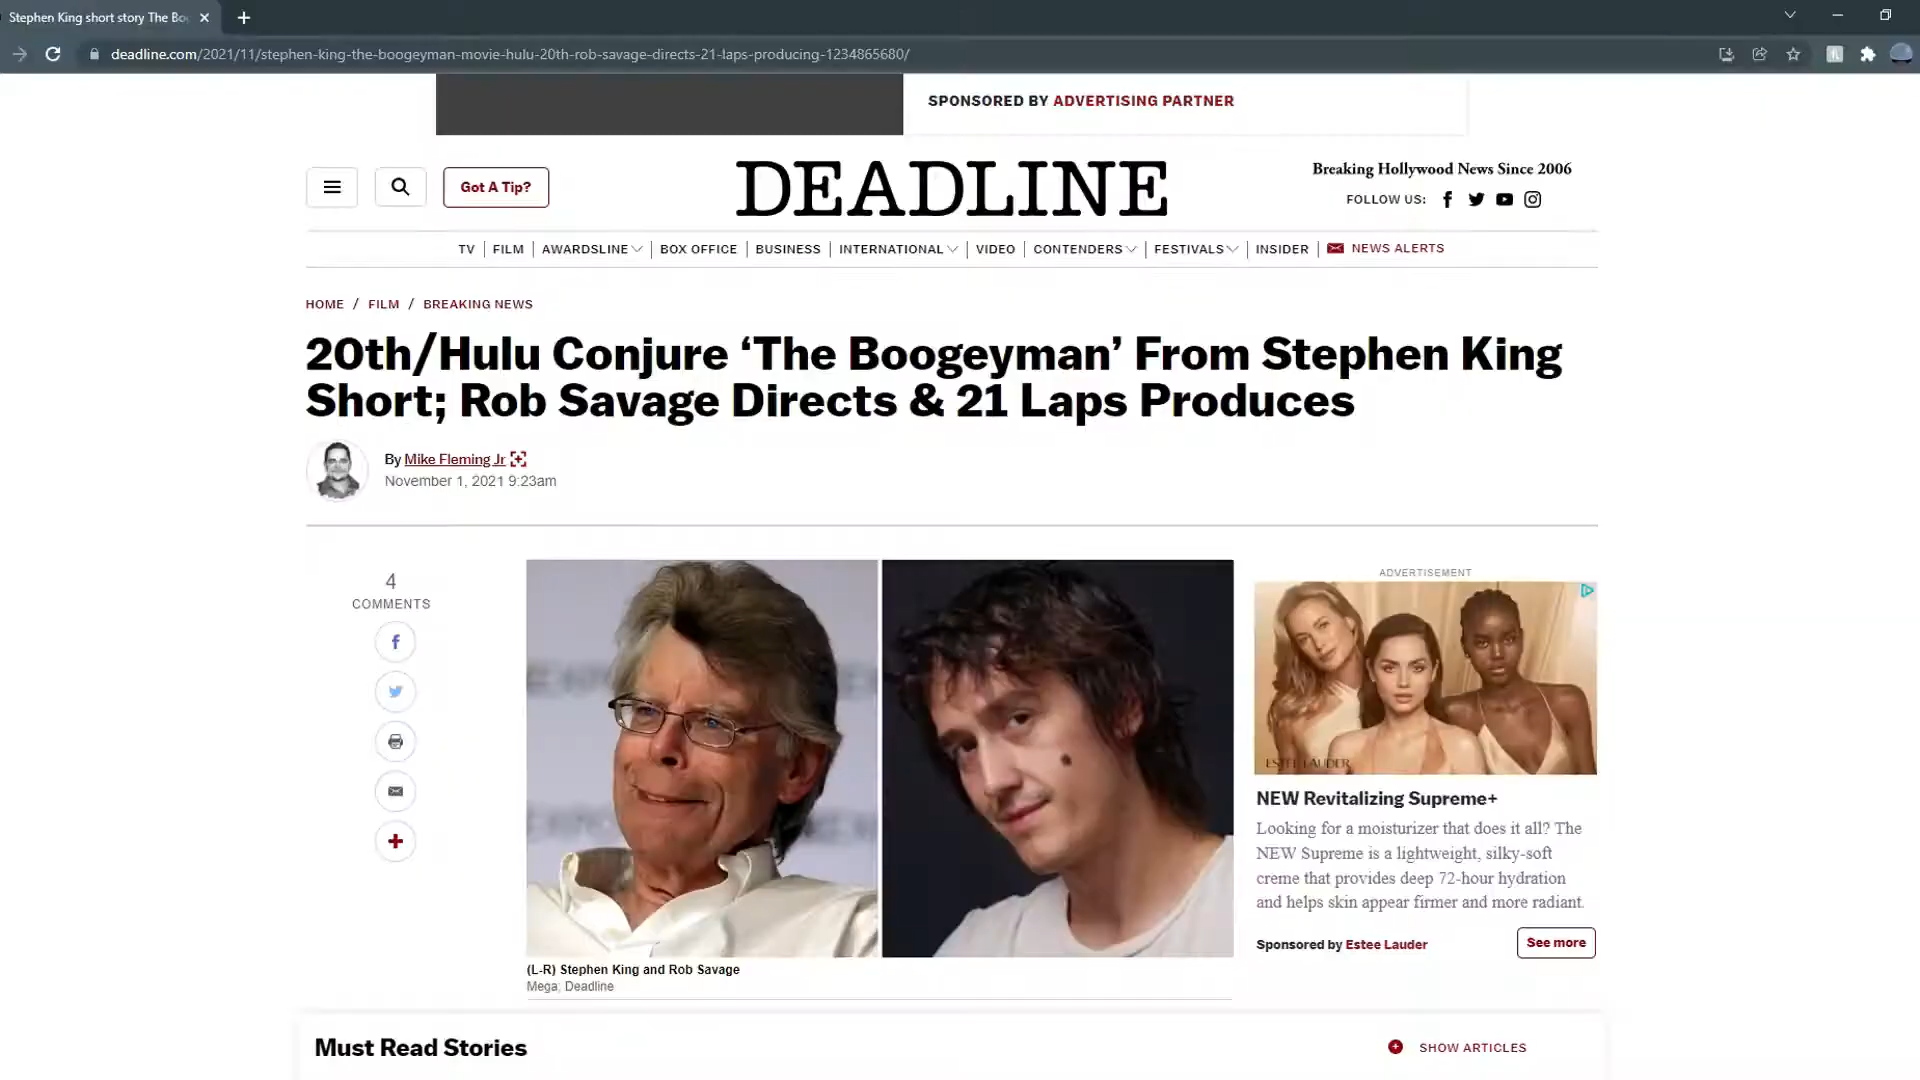 Stephen King short story The Bo
deadline.com/2021/11/stephen-king-the-boogeyman-movie-hulu-20th-rob-savage-directs-21-laps-producing-1234865680/
SPONSORED BY ADVERTISING PARTNER
Got A Tip?
DEADLINE
Breaking Hollywood News Since 2006
FOLLOW US:
TV | FILM | AWARDSLINE | BOX OFFICE | BUSINESS | INTERNATIONAL | VIDEO | CONTENDERS | FESTIVALS | INSIDER | NEWS ALERTS
HOME / FILM / BREAKING NEWS
20th/Hulu Conjure ‘The Boogeyman’ From Stephen King
Short; Rob Savage Directs & 21 Laps Produces
By Mike Fleming Jr
November 1, 2021 9:23am
4
COMMENTS
(L-R) Stephen King and Rob Savage
Mega; Deadline
ADVERTISEMENT
ESTEE LAUDER
NEW Revitalizing Supreme+
Looking for a moisturizer that does it all? The
NEW Supreme is a lightweight, silky-soft
creme that provides deep 72-hour hydration
and helps skin appear firmer and more radiant.
Sponsored by Estee Lauder
See more
Must Read Stories
SHOW ARTICLES